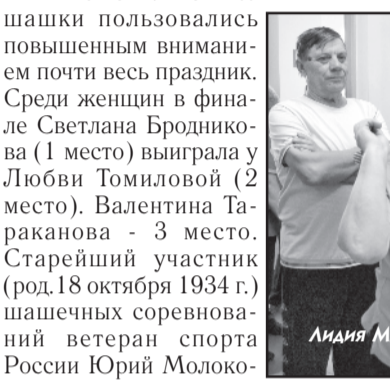 шашки пользовались
повышенным внимани-
ем почти весь праздник.
Среди женщин в фина-
ле Светлана Броднико-
ва (1 место) выиграла у
Любви Томиловой (2
место). Валентина Та-
раканова - 3 место.
Старейший участник
(род.18 октября 1934 г.)
шашечных соревнова-
ний ветеран спорта
России Юрий Молоко-
Лидия М